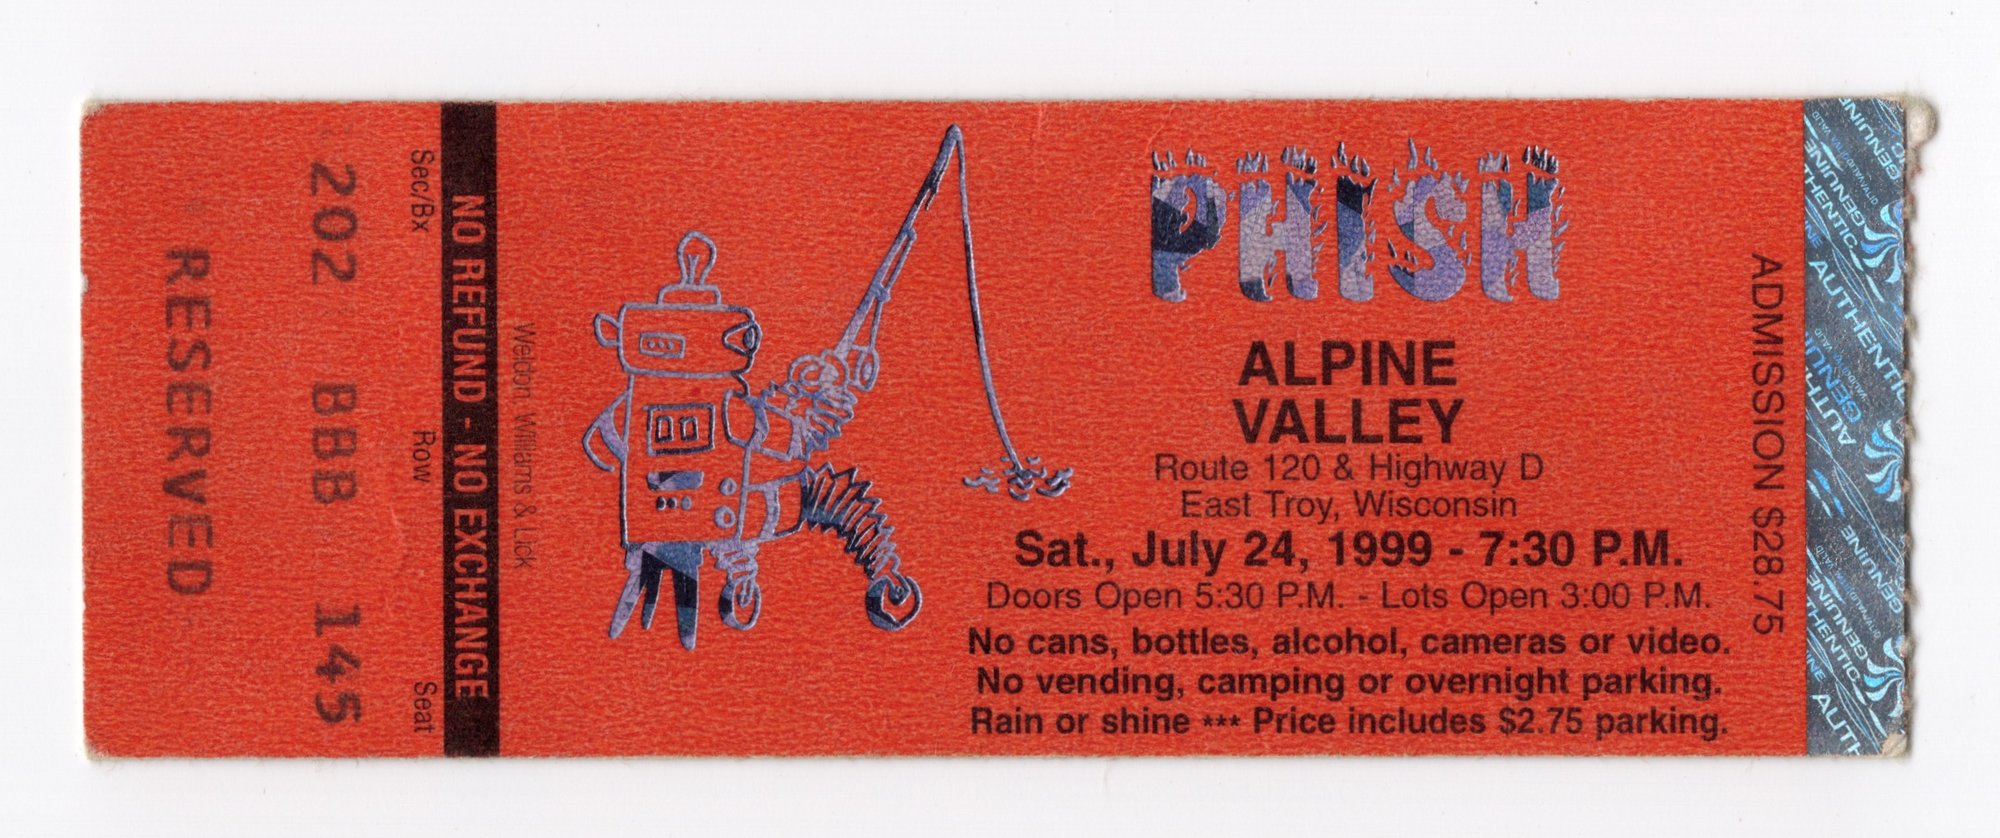 PHISH
ALPINE
VALLEY
Route 120 & Highway D
East Troy, Wisconsin
Sat., July 24, 1999 - 7:30 P.M.
Doors Open 5:30 P.M. - Lots Open 3:00 P.M.
No cans, bottles, alcohol, cameras or video.
No vending, camping or overnight parking.
Rain or shine *** Price includes $2.75 parking.
ADMISSION $28.75
Weldon, Williams & Lick
NO REFUND - NO EXCHANGE
Sec/Bx Row Seat
202 BBB 145
RESERVED
AUTHENTIC
GENUINE